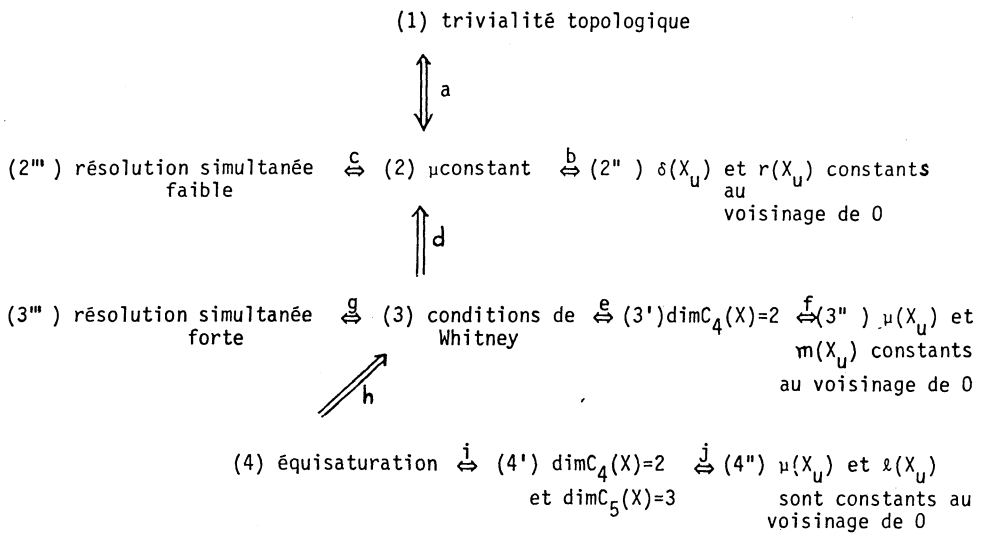 (1) trivialité topologique
a
(2''') résolution simultanée faible ⇔ c (2) μconstant ⇔ b (2'') δ(X_u) et r(X_u) constants
au
voisinage de 0
d
(3''') résolution simultanée forte ⇔ g (3) conditions de Whitney ⇔ e (3')dimC_4(X)=2 ⇔ f (3'') μ(X_u) et
m(X_u) constants
au voisinage de 0
h
(4) équisaturation ⇔ i (4') dimC_4(X)=2 ⇔ j (4'') μ(X_u) et ℓ(X_u)
et dimC_5(X)=3 sont constants au
voisinage de 0